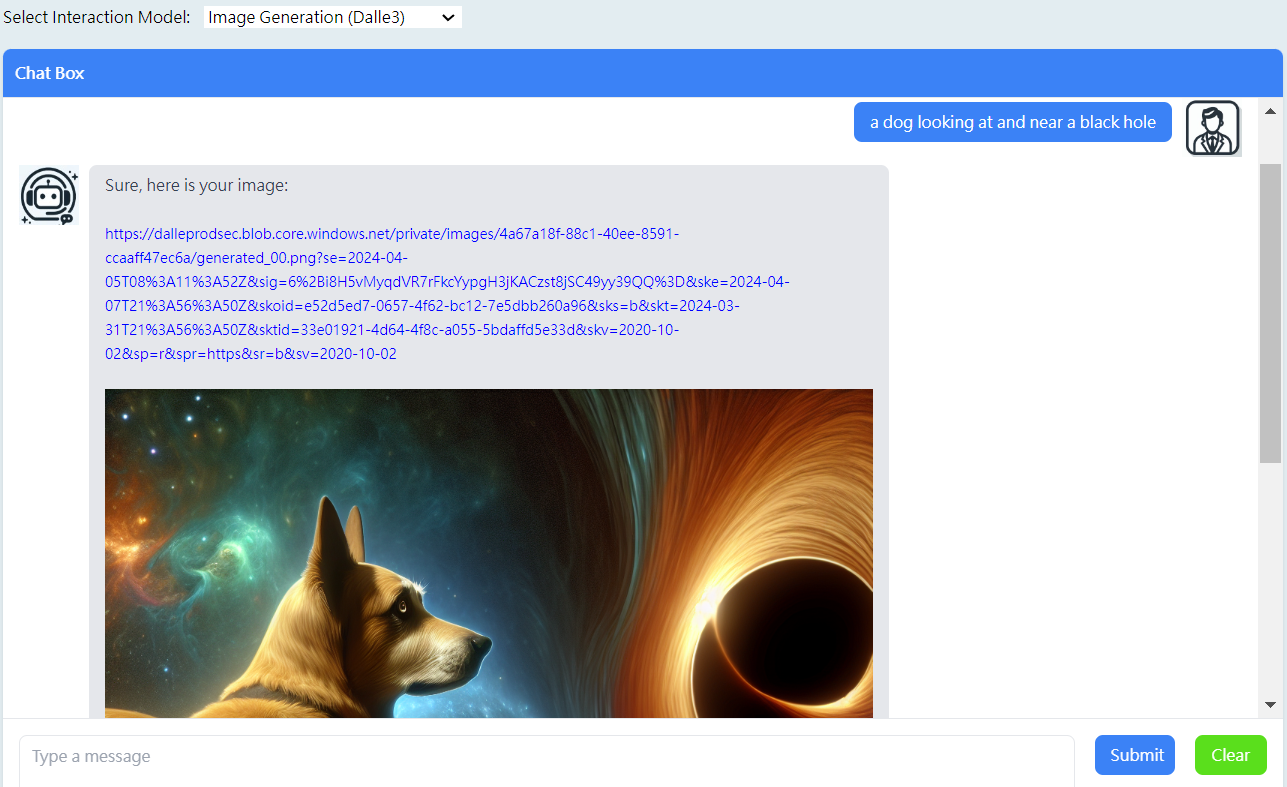 Select Interaction Model: Image Generation (Dalle3)
Chat Box
a dog looking at and near a black hole
Sure, here is your image:
https://dalleprodsec.blob.core.windows.net/private/images/4a67a18f-88c1-40ee-8591-
ccaaff47ec6a/generated_00.png?se=2024-04-
05T08%3A11%3A52Z&sig=6%2Bi8H5vMyqdVR7rFkcYypgH3jKACzst8jSC49yy39QQ%3D&ske=2024-04-
07T21%3A56%3A50Z&skoid=e52d5ed7-0657-4f62-bc12-7e5dbb260a96&sks=b&skt=2024-03-
31T21%3A56%3A50Z&sktid=33e01921-4d64-4f8c-a055-5bdaffd5e33d&skv=2020-10-
02&sp=r&spr=https&sr=b&sv=2020-10-02
Type a message
Submit
Clear